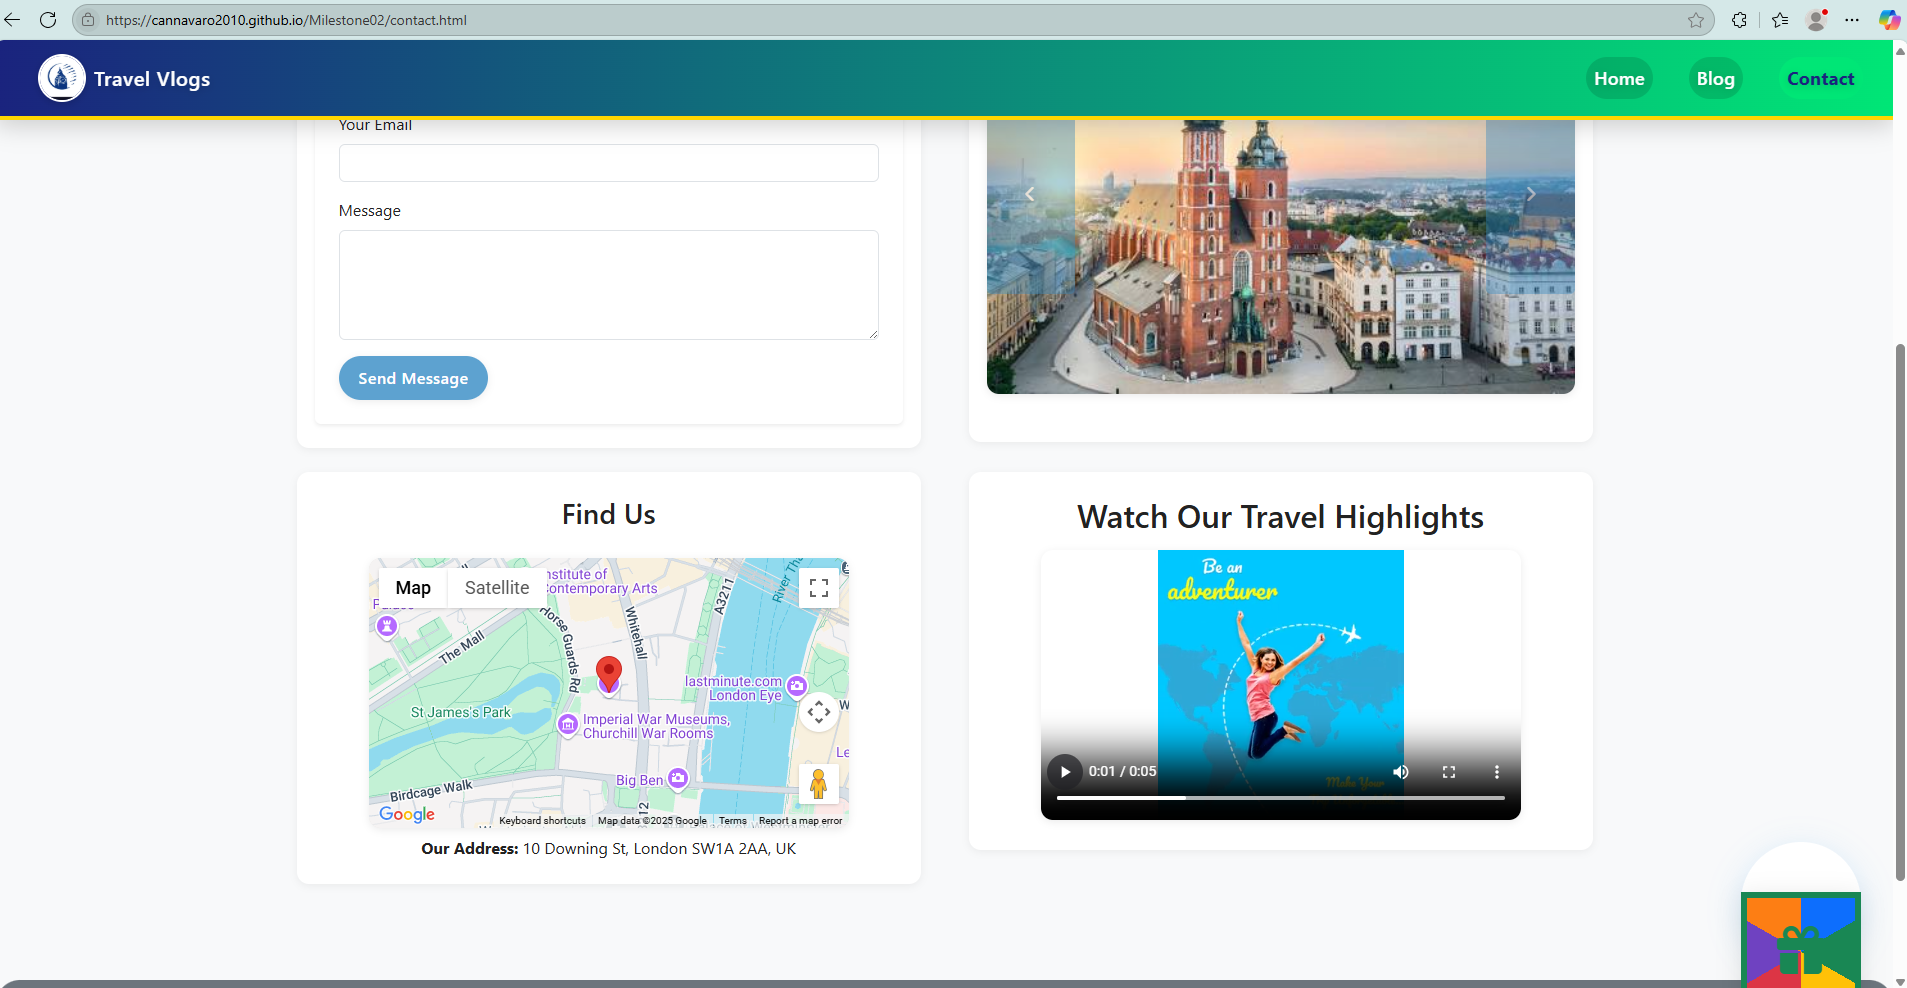 https://cannavaro2010.github.io/Milestone02/contact.html
Travel Vlogs
Home
Blog
Contact
Your Email
Message
Send Message
Find Us
Map
Satellite
nstitute of
ontemporary Arts
The Mall
Horse Guards Rd
Whitehall
A3211
River Tha
lastminute.com
London Eye
St James's Park
Imperial War Museums,
Churchill War Rooms
Big Ben
Birdcage Walk
Google
Keyboard shortcuts
Map data ©2025 Google
Terms
Report a map error
Our Address: 10 Downing St, London SW1A 2AA, UK
Watch Our Travel Highlights
Be an
adventurer
Make Your
0:01 / 0:05